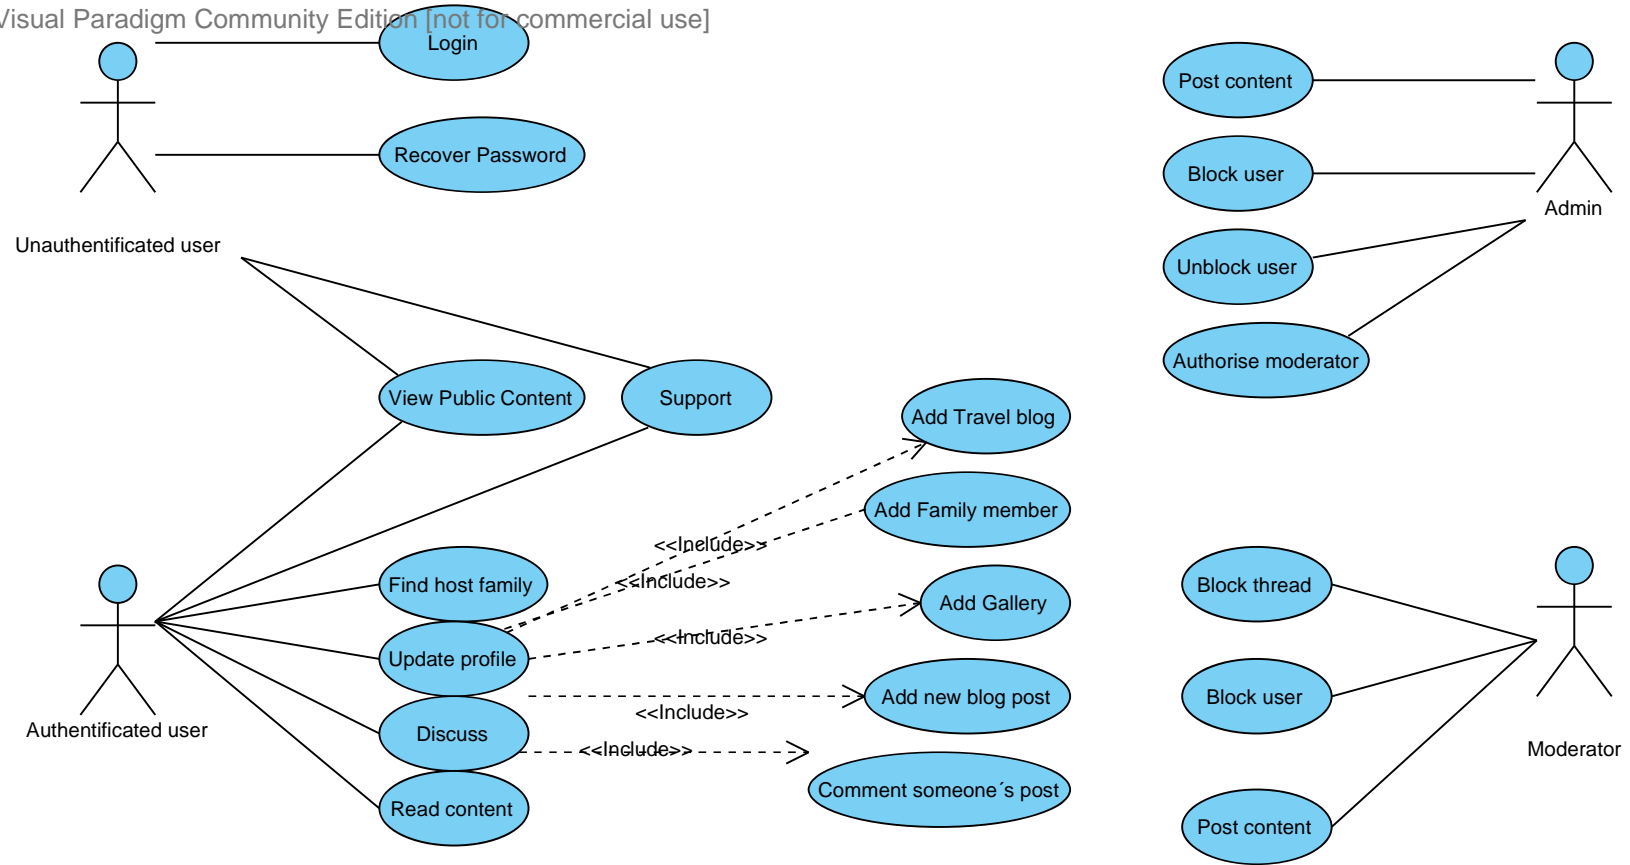 Visual Paradigm Community Edition [not for commercial use]
Login
Recover Password
Unauthentificated user
Post content
Block user
Admin
Unblock user
Authorise moderator
View Public Content
Support
Add Travel blog
Add Family member
<<Include>>
<<Include>>
Find host family
Add Gallery
<<Include>>
Update profile
Add new blog post
<<Include>>
Authentificated user
Discuss
<<Include>>
Comment someone´s post
Read content
Block thread
Block user
Moderator
Post content